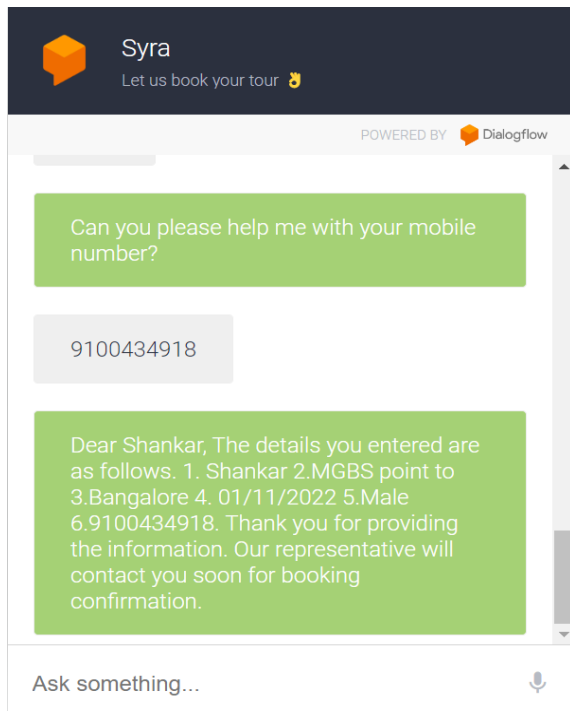 Syra
Let us book your tour 👌
POWERED BY Dialogflow
Can you please help me with your mobile
number?
9100434918
Dear Shankar, The details you entered are
as follows. 1. Shankar 2.MGBS point to
3.Bangalore 4. 01/11/2022 5.Male
6.9100434918. Thank you for providing
the information. Our representative will
contact you soon for booking
confirmation.
Ask something...